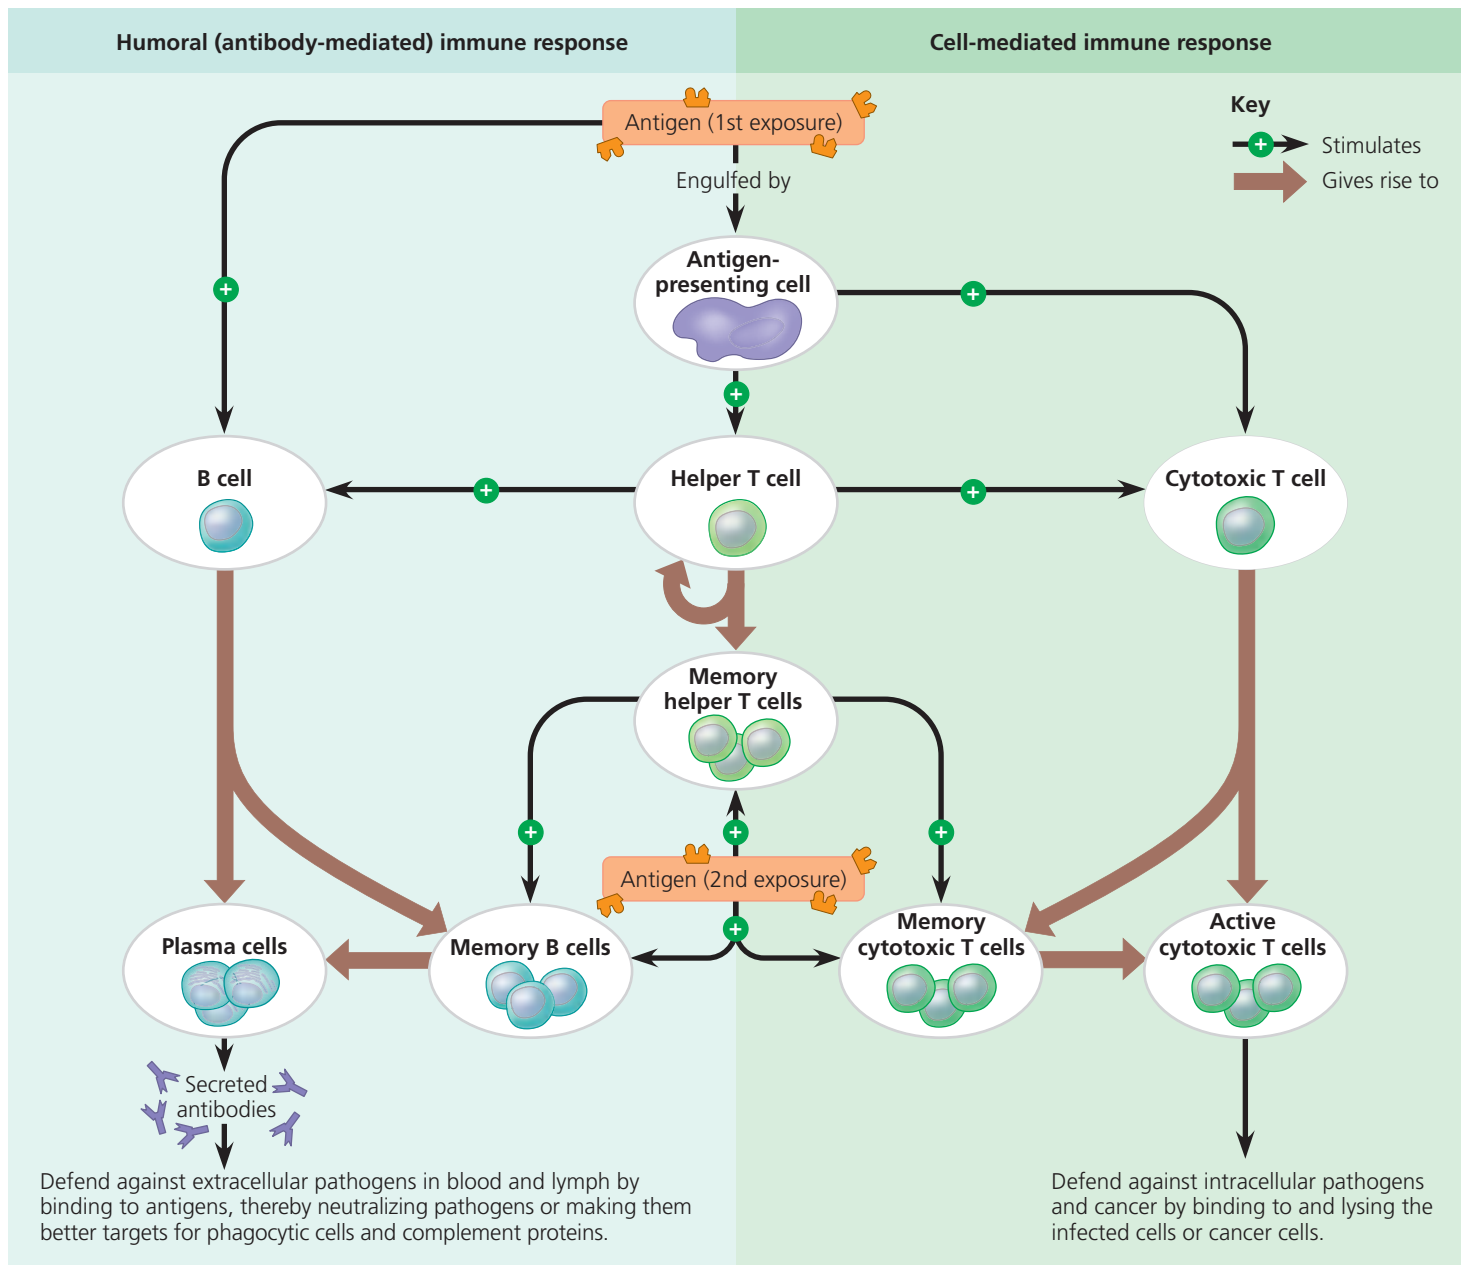 Humoral (antibody-mediated) immune response
Cell-mediated immune response
Key
Stimulates
Gives rise to
Antigen (1st exposure)
Engulfed by
Antigen-
presenting cell
B cell
Helper T cell
Cytotoxic T cell
Memory
helper T cells
Antigen (2nd exposure)
Plasma cells
Memory B cells
Memory
cytotoxic T cells
Active
cytotoxic T cells
Secreted
antibodies
Defend against extracellular pathogens in blood and lymph by
binding to antigens, thereby neutralizing pathogens or making them
better targets for phagocytic cells and complement proteins.
Defend against intracellular pathogens
and cancer by binding to and lysing the
infected cells or cancer cells.